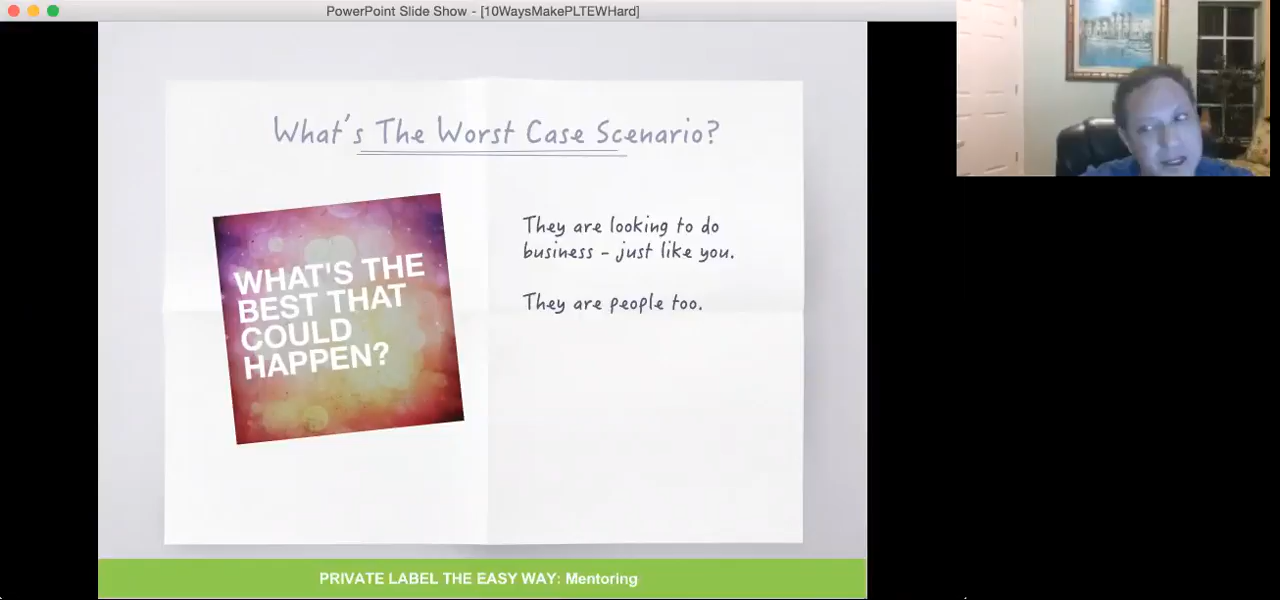 PowerPoint Slide Show - [10WaysMakePLTEWHard]
What's The Worst Case Scenario?
WHAT'S THE
BEST THAT
COULD
HAPPEN?
They are looking to do
business - just like you.
They are people too.
PRIVATE LABEL THE EASY WAY: Mentoring